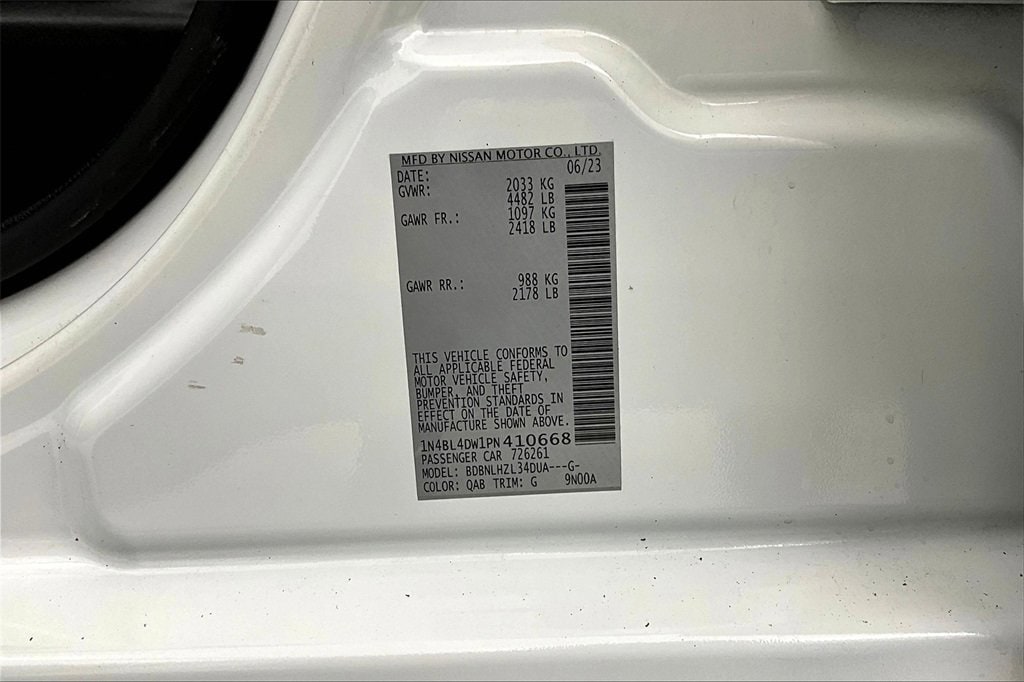 MFD BY NISSAN MOTOR CO., LTD.
DATE: 06/23
GVWR: 2033 KG
4482 LB
GAWR FR.: 1097 KG
2418 LB
GAWR RR.: 988 KG
2178 LB
THIS VEHICLE CONFORMS TO
ALL APPLICABLE FEDERAL
MOTOR VEHICLE SAFETY,
BUMPER, AND THEFT
PREVENTION STANDARDS IN
EFFECT ON THE DATE OF
MANUFACTURE SHOWN ABOVE.
1N4BL4DW1PN410668
PASSENGER CAR 726261
MODEL: BDBNLHZL34DUA---G-
COLOR: QAB TRIM: G 9N00A